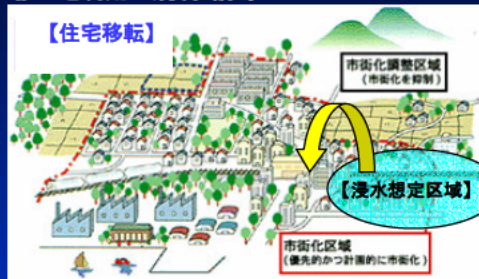 【住宅移転】
市街化調整区域
(市街化を抑制)
【浸水想定区域】
市街化区域
(優先的かつ計画的に市街化)